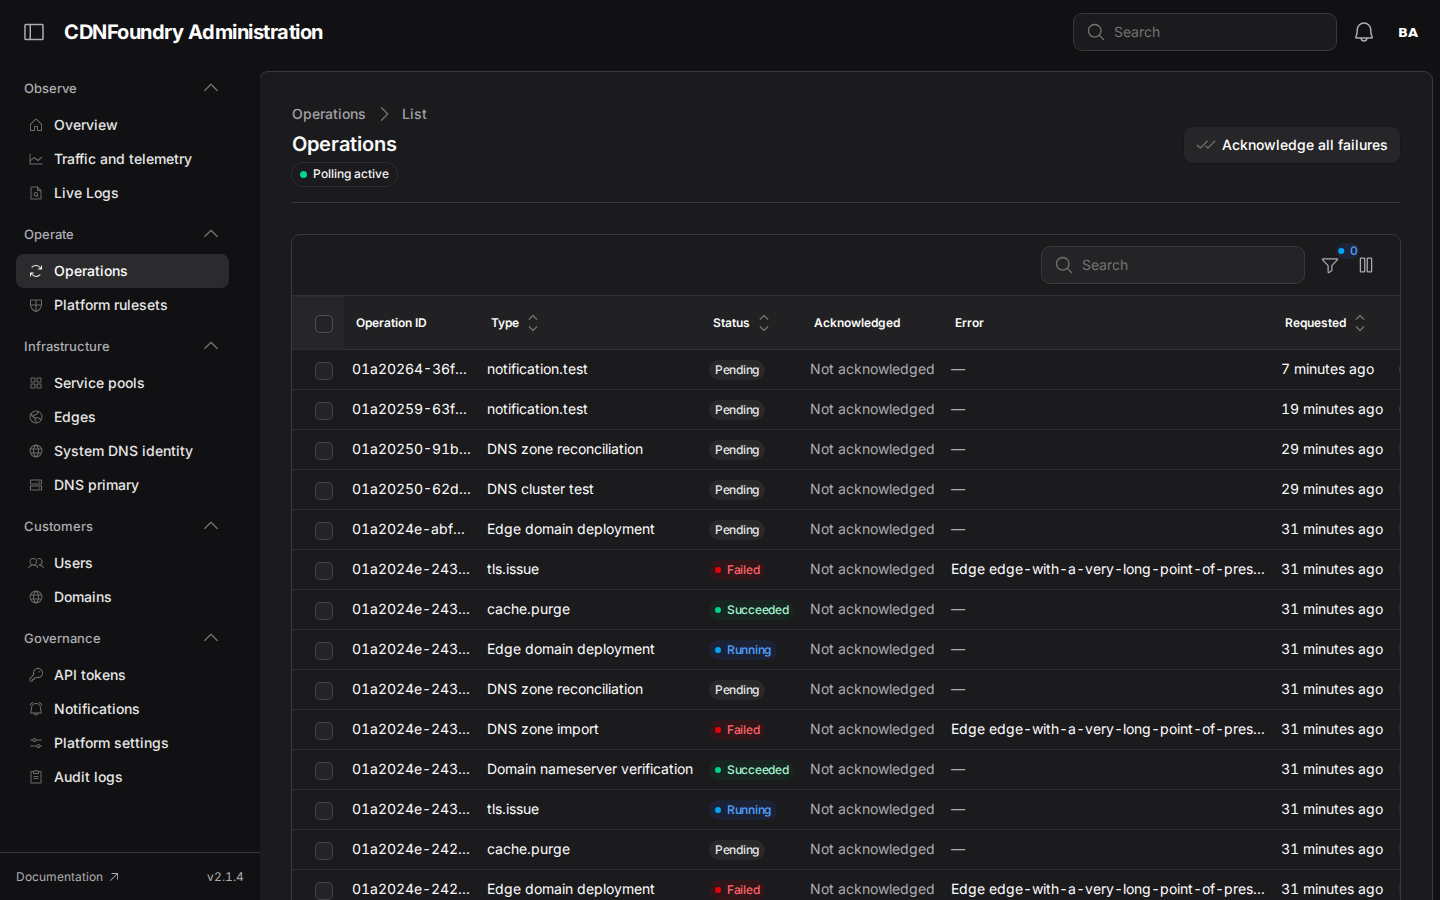 CDNFoundry Administration
Search
BA
Observe
Overview
Traffic and telemetry
Live Logs
Operate
Operations
Platform rulesets
Infrastructure
Service pools
Edges
System DNS identity
DNS primary
Customers
Users
Domains
Governance
API tokens
Notifications
Platform settings
Audit logs
Documentation
v2.1.4
Operations List
Operations
Polling active
Acknowledge all failures
Search
0
Operation ID Type Status Acknowledged Error Requested
01a20264-36f... notification.test Pending Not acknowledged — 7 minutes ago
01a20259-63f... notification.test Pending Not acknowledged — 19 minutes ago
01a20250-91b... DNS zone reconciliation Pending Not acknowledged — 29 minutes ago
01a20250-62d... DNS cluster test Pending Not acknowledged — 29 minutes ago
01a2024e-abf... Edge domain deployment Pending Not acknowledged — 31 minutes ago
01a2024e-243... tls.issue Failed Not acknowledged Edge edge-with-a-very-long-point-of-pres... 31 minutes ago
01a2024e-243... cache.purge Succeeded Not acknowledged — 31 minutes ago
01a2024e-243... Edge domain deployment Running Not acknowledged — 31 minutes ago
01a2024e-243... DNS zone reconciliation Pending Not acknowledged — 31 minutes ago
01a2024e-243... DNS zone import Failed Not acknowledged Edge edge-with-a-very-long-point-of-pres... 31 minutes ago
01a2024e-243... Domain nameserver verification Succeeded Not acknowledged — 31 minutes ago
01a2024e-243... tls.issue Running Not acknowledged — 31 minutes ago
01a2024e-242... cache.purge Pending Not acknowledged — 31 minutes ago
01a2024e-242... Edge domain deployment Failed Not acknowledged Edge edge-with-a-very-long-point-of-pres... 31 minutes ago